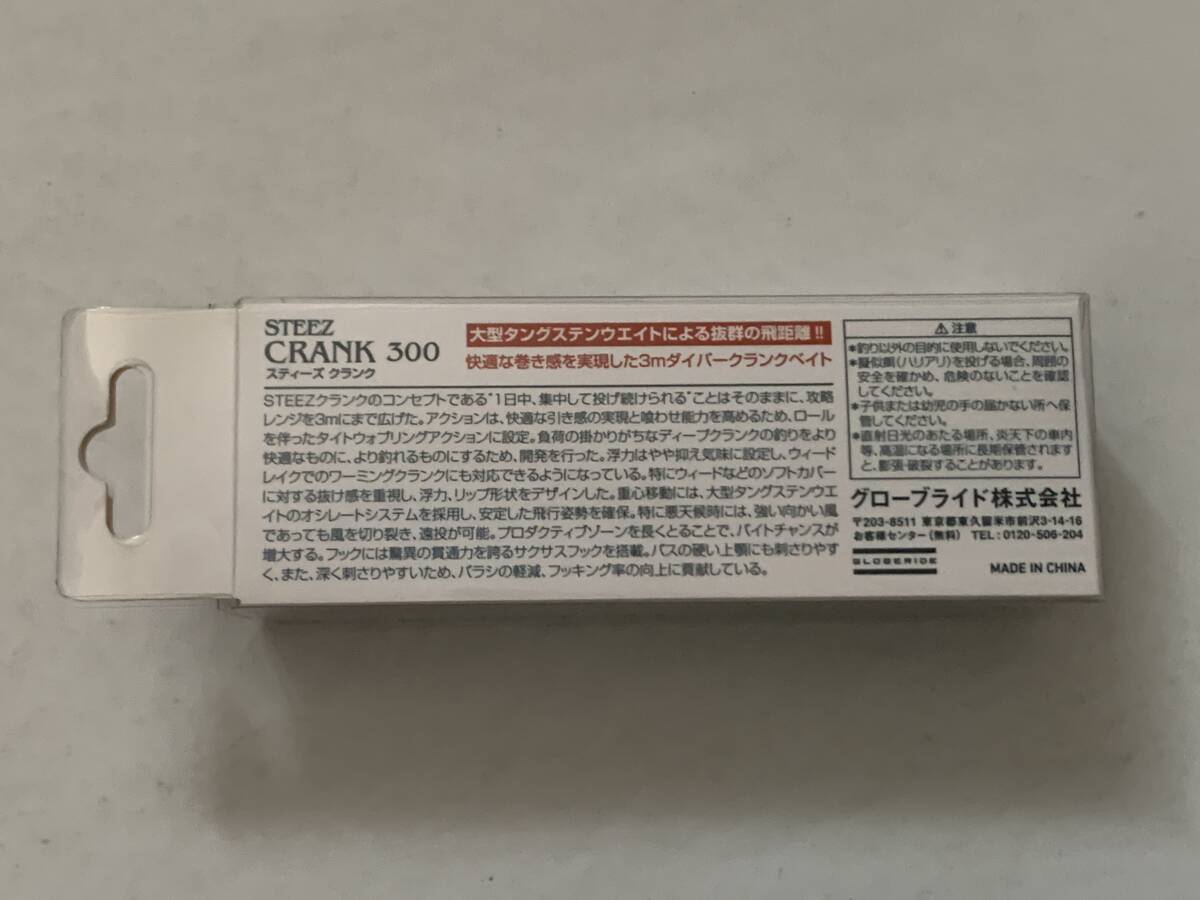 STEEZ
CRANK 300
スティーズ クランク
大型タングステンウエイトによる抜群の飛距離!!
快適な巻き感を実現した3mダイバークランクベイト
STEEZクランクのコンセプトである"1日中、集中して投げ続けられる"ことはそのままに、攻略
レンジを3mにまで広げた。アクションは、快適な引き感の実現と喰わせ能力を高めるため、ロール
を伴ったタイトウォブリングアクションに設定。負荷の掛かりがちなディープクランクの釣りをより
快適なものに、より釣れるものにするため、開発を行った。浮力はやや抑え気味に設定し、ウィード
レイクでのワーミングクランクにも対応できるようになっている。特にウィードなどのソフトカバー
に対する抜け感を重視し、浮力、リップ形状をデザインした。重心移動には、大型タングステンウエ
イトのオシレートシステムを採用し、安定した飛行姿勢を確保。特に悪天候時には、強い向かい風
であっても風を切り裂き、遠投が可能。プロダクティブゾーンを長くとることで、バイトチャンスが
増大する。フックには驚異の貫通力を誇るサクサスフックを搭載。バスの硬い上顎にも刺さりやす
く、また、深く刺さりやすいため、バラシの軽減、フッキング率の向上に貢献している。
⚠注意
*釣り以外の目的に使用しないでください。
*擬似餌(ハリアリ)を投げる場合、周囲の
安全を確かめ、危険のないことを確認
してください。
*子供または幼児の手の届かない所へ保
管してください。
*直射日光のあたる場所、炎天下の車内
等、高温になる場所に長期保管されます
と、膨張・破裂することがあります。
グローブライド株式会社
〒203-8511 東京都東久留米市前沢3-14-16
お客様センター(無料) TEL:0120-506-204
GLOBERIDE
MADE IN CHINA